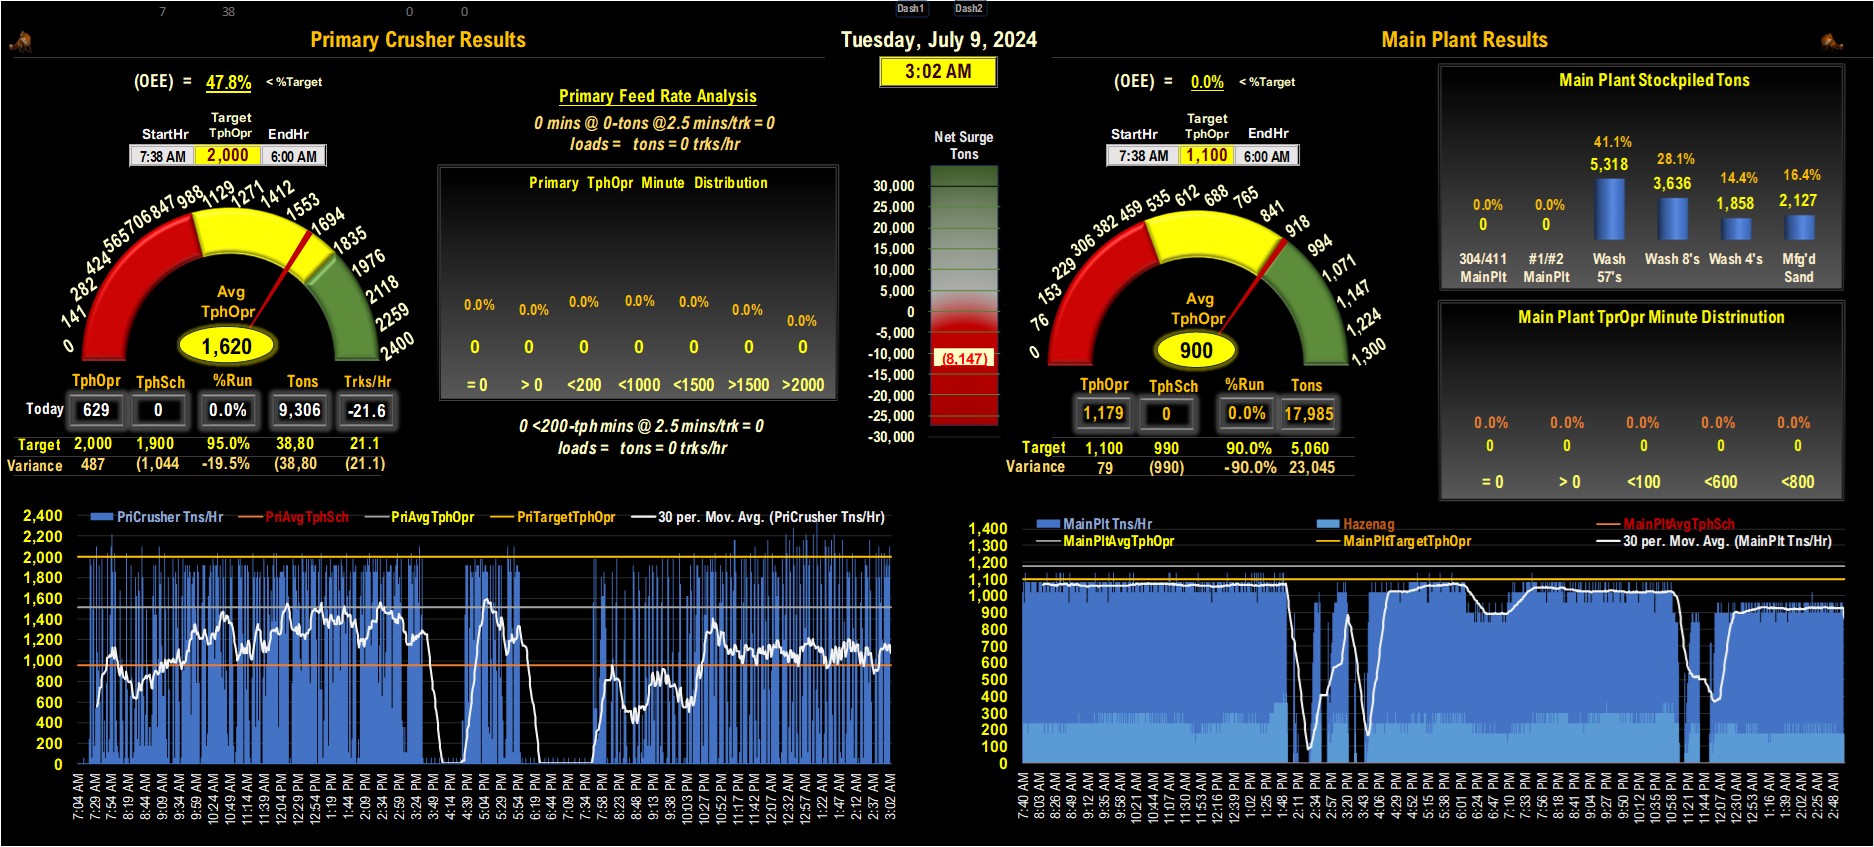 7 38 0 0 Dash1 Dash2
Primary Crusher Results
Tuesday, July 9, 2024
Main Plant Results
3:02 AM
(OEE) = 47.8% < %Target
Target
StartHr TphOpr EndHr
7:38 AM 2,000 6:00 AM
0 141 282 424 565 706 847 988 1129 1271 1412 1553 1694 1835 1976 2118 2259 2400
Avg
TphOpr
1,620
TphOpr TphSch %Run Tons Trks/Hr
Today 629 0 0.0% 9,306 -21.6
Target 2,000 1,900 95.0% 38,80 21.1
Variance 487 (1,044 -19.5% (38,80 (21.1)
Primary Feed Rate Analysis
0 mins @ 0-tons @2.5 mins/trk = 0
loads = tons = 0 trks/hr
Primary TphOpr Minute Distribution
0.0% 0.0% 0.0% 0.0% 0.0% 0.0% 0.0%
0 0 0 0 0 0 0
= 0 > 0 <200 <1000 <1500 >1500 >2000
0 <200-tph mins @ 2.5 mins/trk = 0
loads = tons = 0 trks/hr
Net Surge
Tons
30,000
25,000
20,000
15,000
10,000
5,000
0
-5,000
-10,000
(8,147)
-15,000
-20,000
-25,000
-30,000
(OEE) = 0.0% < %Target
Target
StartHr TphOpr EndHr
7:38 AM 1,100 6:00 AM
0 76 153 229 306 382 459 535 612 688 765 841 918 994 1,071 1,147 1,224 1,300
Avg
TphOpr
900
TphOpr TphSch %Run Tons
1,179 0 0.0% 17,985
Target 1,100 990 90.0% 5,060
Variance 79 (990) -90.0% 23,045
Main Plant Stockpiled Tons
0.0% 0.0% 41.1% 28.1% 14.4% 16.4%
0 0 5,318 3,636 1,858 2,127
304/411 #1/#2 Wash Wash 8's Wash 4's Mfg'd
MainPlt MainPlt 57's Sand
Main Plant TprOpr Minute Distrinution
0.0% 0.0% 0.0% 0.0% 0.0%
0 0 0 0 0
= 0 > 0 <100 <600 <800
PriCrusher Tns/Hr PriAvgTphSch PriAvgTphOpr PriTargetTphOpr 30 per. Mov. Avg. (PriCrusher Tns/Hr)
2,400
2,200
2,000
1,800
1,600
1,400
1,200
1,000
800
600
400
200
0
7:04 AM 7:29 AM 7:54 AM 8:19 AM 8:44 AM 9:09 AM 9:34 AM 9:59 AM 10:24 AM 10:49 AM 11:14 AM 11:39 AM 12:04 PM 12:29 PM 12:54 PM 1:19 PM 1:44 PM 2:09 PM 2:34 PM 2:59 PM 3:24 PM 3:49 PM 4:14 PM 4:39 PM 5:04 PM 5:29 PM 5:54 PM 6:19 PM 6:44 PM 7:09 PM 7:34 PM 7:58 PM 8:23 PM 8:48 PM 9:13 PM 9:38 PM 10:03 PM 10:27 PM 10:52 PM 11:17 PM 11:42 PM 12:07 AM 12:32 AM 12:57 AM 1:22 AM 1:47 AM 2:12 AM 2:37 AM 3:02 AM
MainPlt Tns/Hr Hazenag MainPltAvgTphSch
MainPltAvgTphOpr MainPltTargetTphOpr 30 per. Mov. Avg. (MainPlt Tns/Hr)
1,400
1,300
1,200
1,100
1,000
900
800
700
600
500
400
300
200
100
0
7:40 AM 8:03 AM 8:26 AM 8:49 AM 9:12 AM 9:35 AM 9:58 AM 10:21 AM 10:44 AM 11:07 AM 11:30 AM 11:53 AM 12:16 PM 12:39 PM 1:02 PM 1:25 PM 1:48 PM 2:11 PM 2:34 PM 2:57 PM 3:20 PM 3:43 PM 4:06 PM 4:29 PM 4:52 PM 5:15 PM 5:38 PM 6:01 PM 6:24 PM 6:47 PM 7:10 PM 7:33 PM 7:56 PM 8:18 PM 8:41 PM 9:04 PM 9:27 PM 9:50 PM 10:12 PM 10:35 PM 10:58 PM 11:21 PM 11:44 PM 12:07 AM 12:30 AM 12:53 AM 1:16 AM 1:39 AM 2:02 AM 2:25 AM 2:48 AM